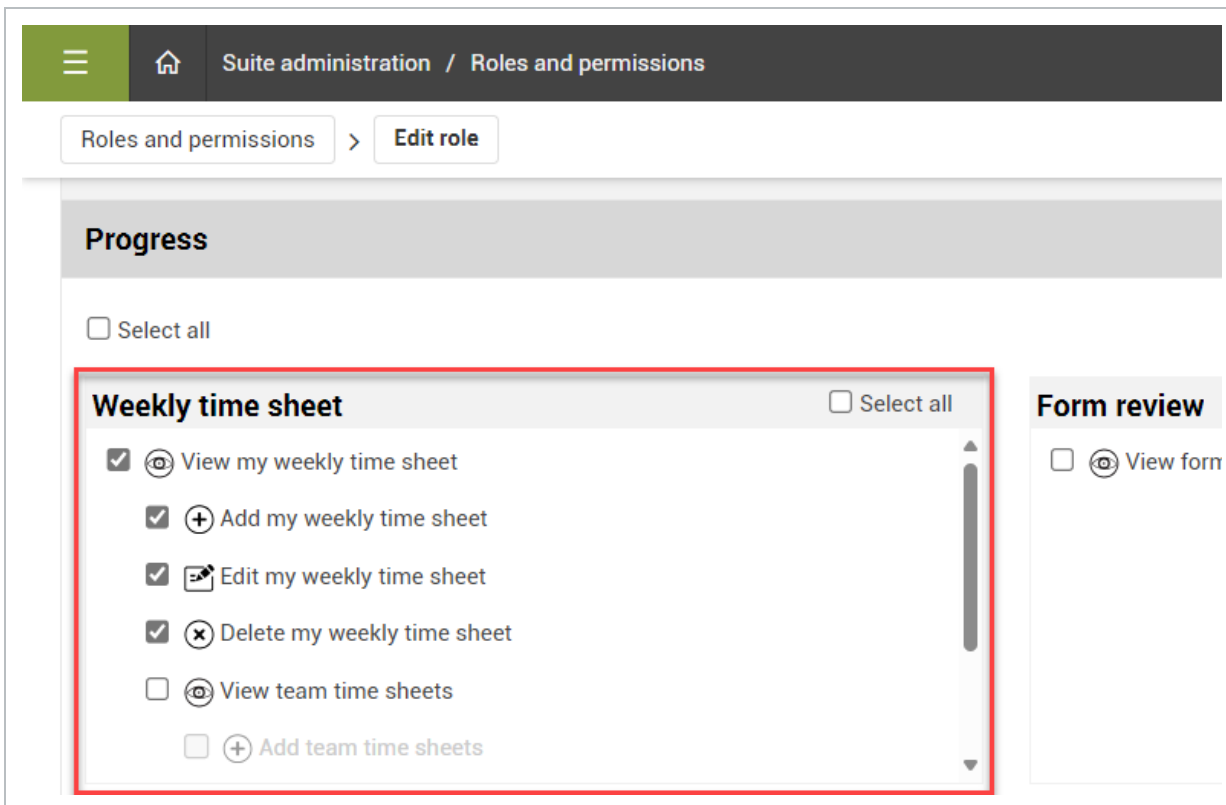 Suite administration / Roles and permissions
Roles and permissions > Edit role
Progress
Select all
Weekly time sheet
Select all
View my weekly time sheet
Add my weekly time sheet
Edit my weekly time sheet
Delete my weekly time sheet
View team time sheets
Add team time sheets
Form review
View form